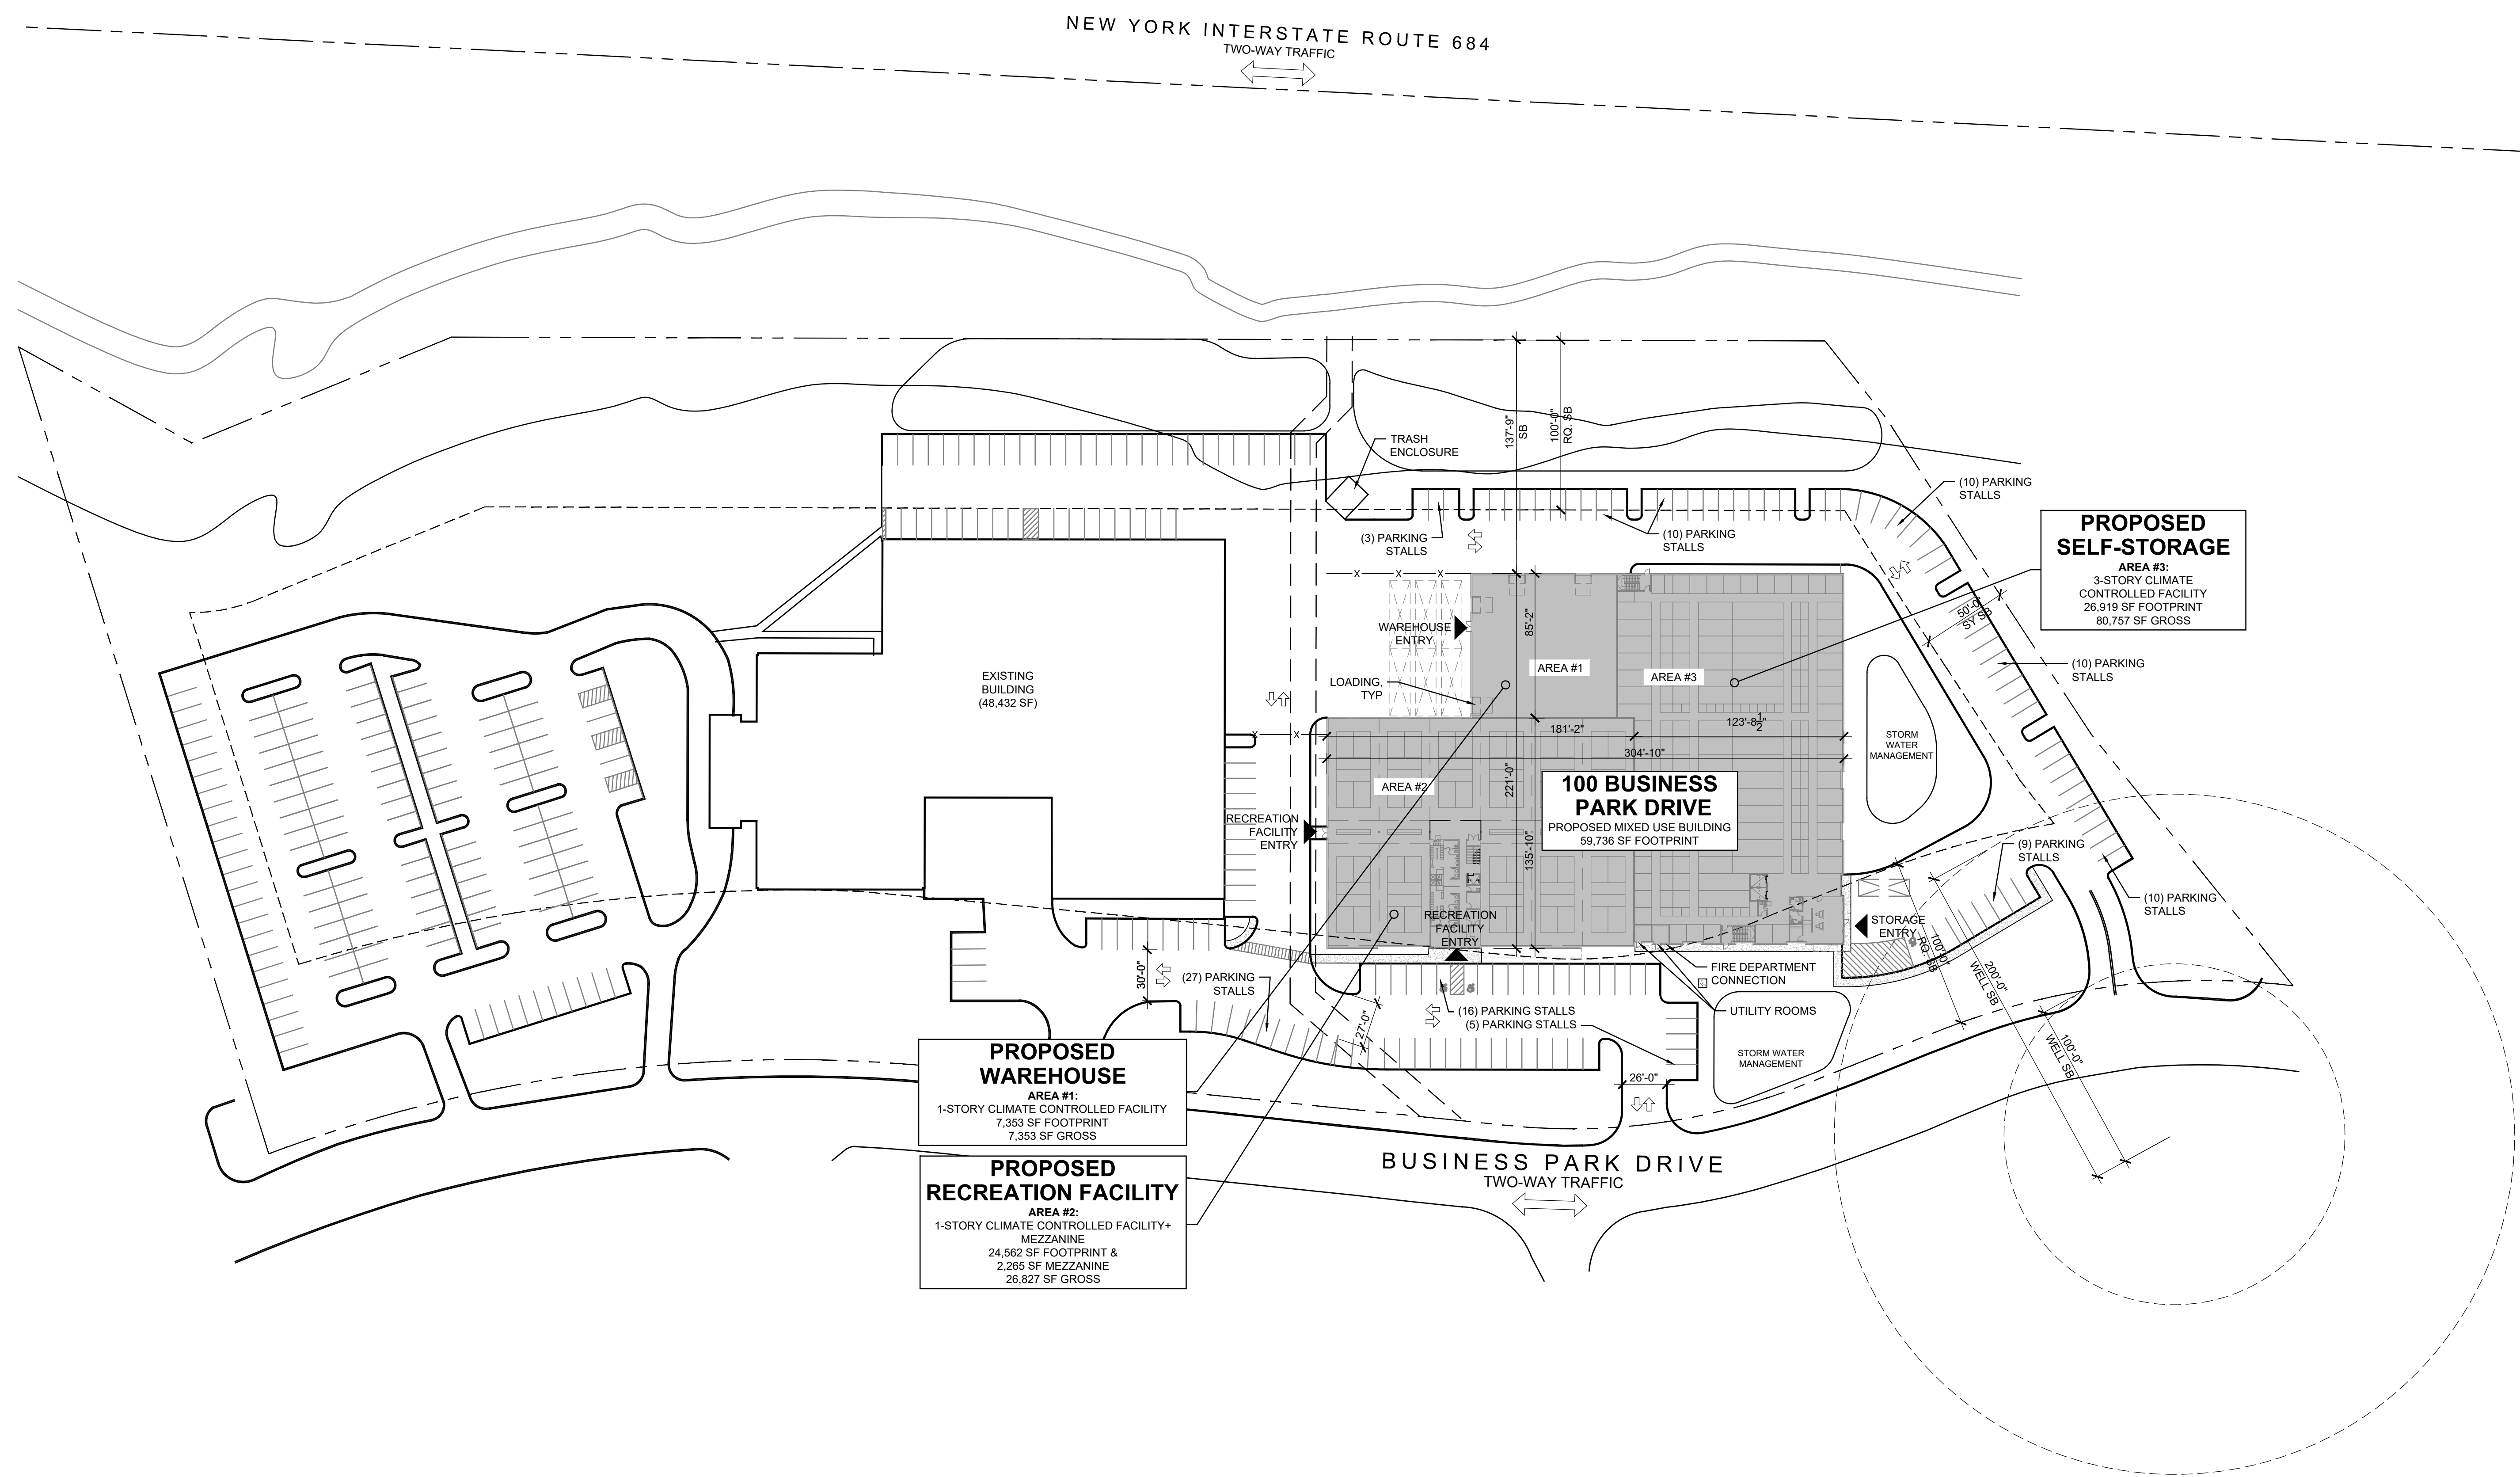 NEW YORK INTERSTATE ROUTE 684
TWO-WAY TRAFFIC
137'-9"
SB
100'-0"
RQ. SB
TRASH
ENCLOSURE
(3) PARKING
STALLS
(10) PARKING
STALLS
(10) PARKING
STALLS
PROPOSED
SELF-STORAGE
AREA #3:
3-STORY CLIMATE
CONTROLLED FACILITY
26,919 SF FOOTPRINT
80,757 SF GROSS
X X X
50'-0"
SY SB
WAREHOUSE
ENTRY
85'-2"
AREA #1
AREA #3
(10) PARKING
STALLS
EXISTING
BUILDING
(48,432 SF)
LOADING,
TYP
X X
181'-2"
123'-8 1/2"
304'-10"
STORM
WATER
MANAGEMENT
AREA #2
221'-0"
100 BUSINESS
PARK DRIVE
PROPOSED MIXED USE BUILDING
59,736 SF FOOTPRINT
RECREATION
FACILITY
ENTRY
135'-10"
(9) PARKING
STALLS
(10) PARKING
STALLS
RECREATION
FACILITY
ENTRY
STORAGE
ENTRY
100'-0"
RQ. SB
200'-0"
WELL SB
100'-0"
WELL SB
30'-0"
(27) PARKING
STALLS
FIRE DEPARTMENT
CONNECTION
UTILITY ROOMS
(16) PARKING STALLS
(5) PARKING STALLS
27'-0"
STORM WATER
MANAGEMENT
26'-0"
PROPOSED
WAREHOUSE
AREA #1:
1-STORY CLIMATE CONTROLLED FACILITY
7,353 SF FOOTPRINT
7,353 SF GROSS
PROPOSED
RECREATION FACILITY
AREA #2:
1-STORY CLIMATE CONTROLLED FACILITY+
MEZZANINE
24,562 SF FOOTPRINT &
2,265 SF MEZZANINE
26,827 SF GROSS
BUSINESS PARK DRIVE
TWO-WAY TRAFFIC